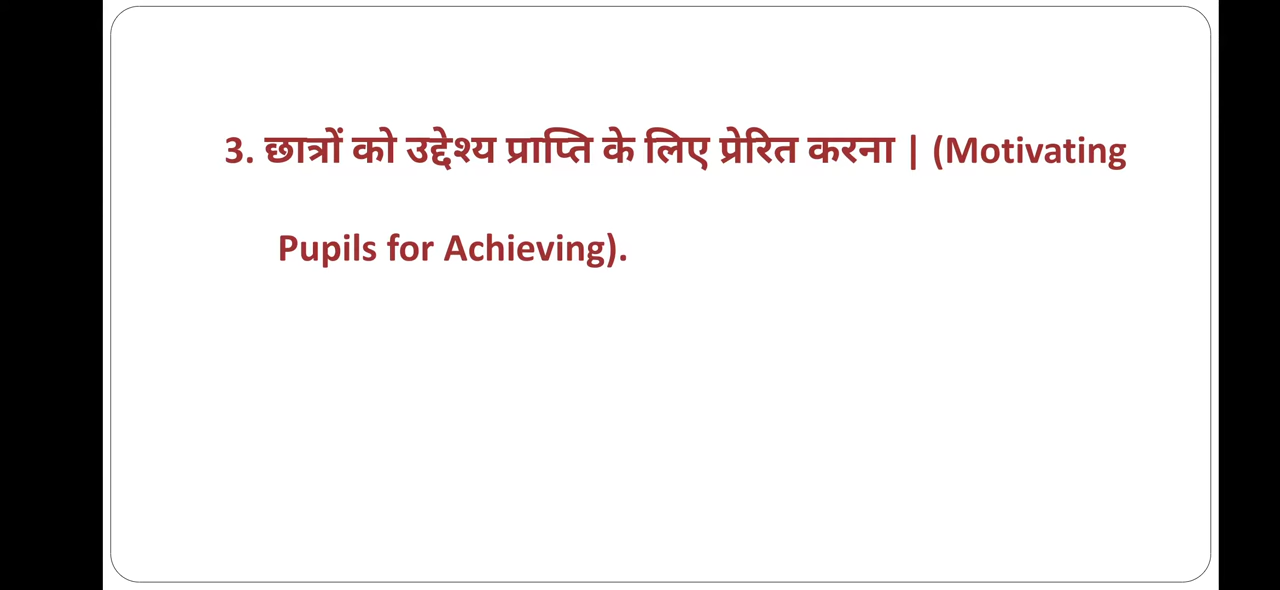 3. छात्रों को उद्देश्य प्राप्ति के लिए प्रेरित करना | (Motivating
Pupils for Achieving).